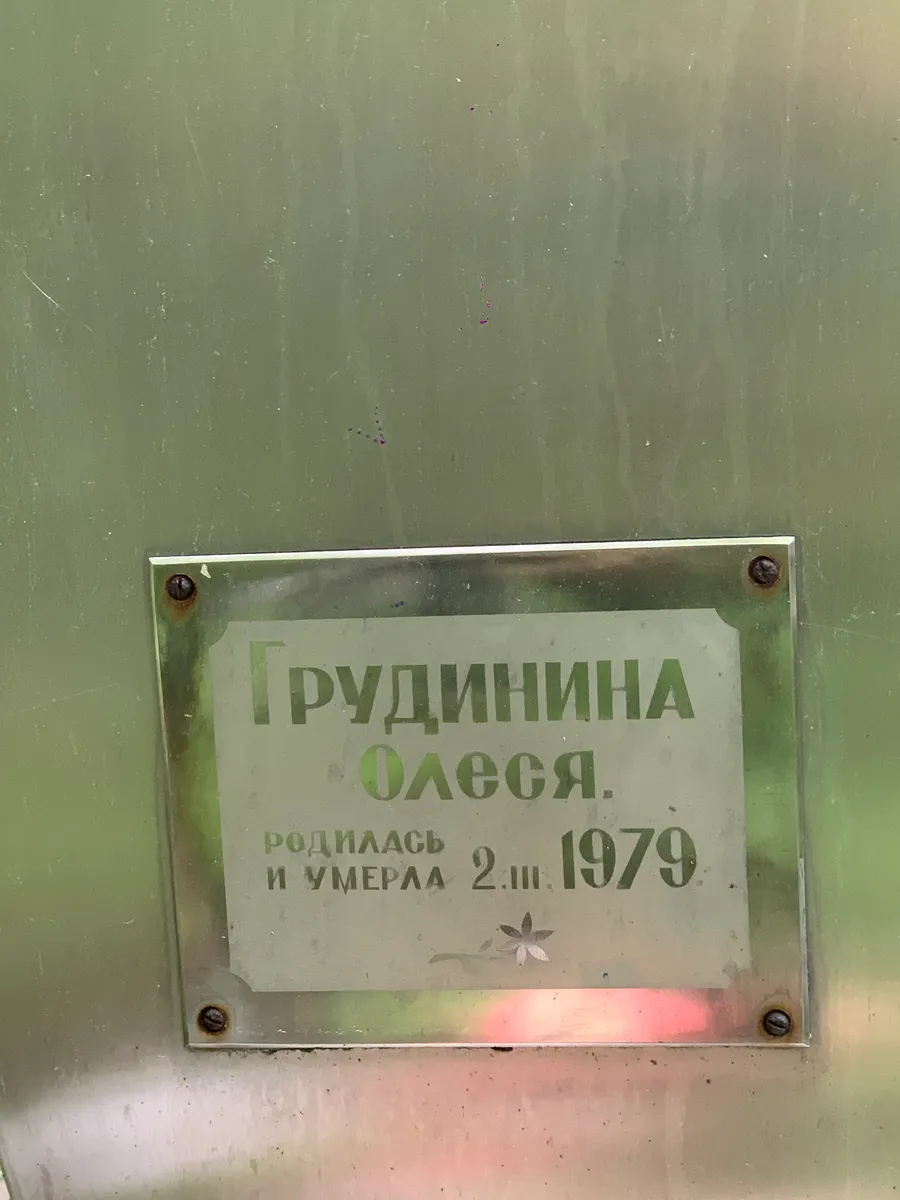 Грудинина
Олеся.
родилась
и умерла 2.III.1979.